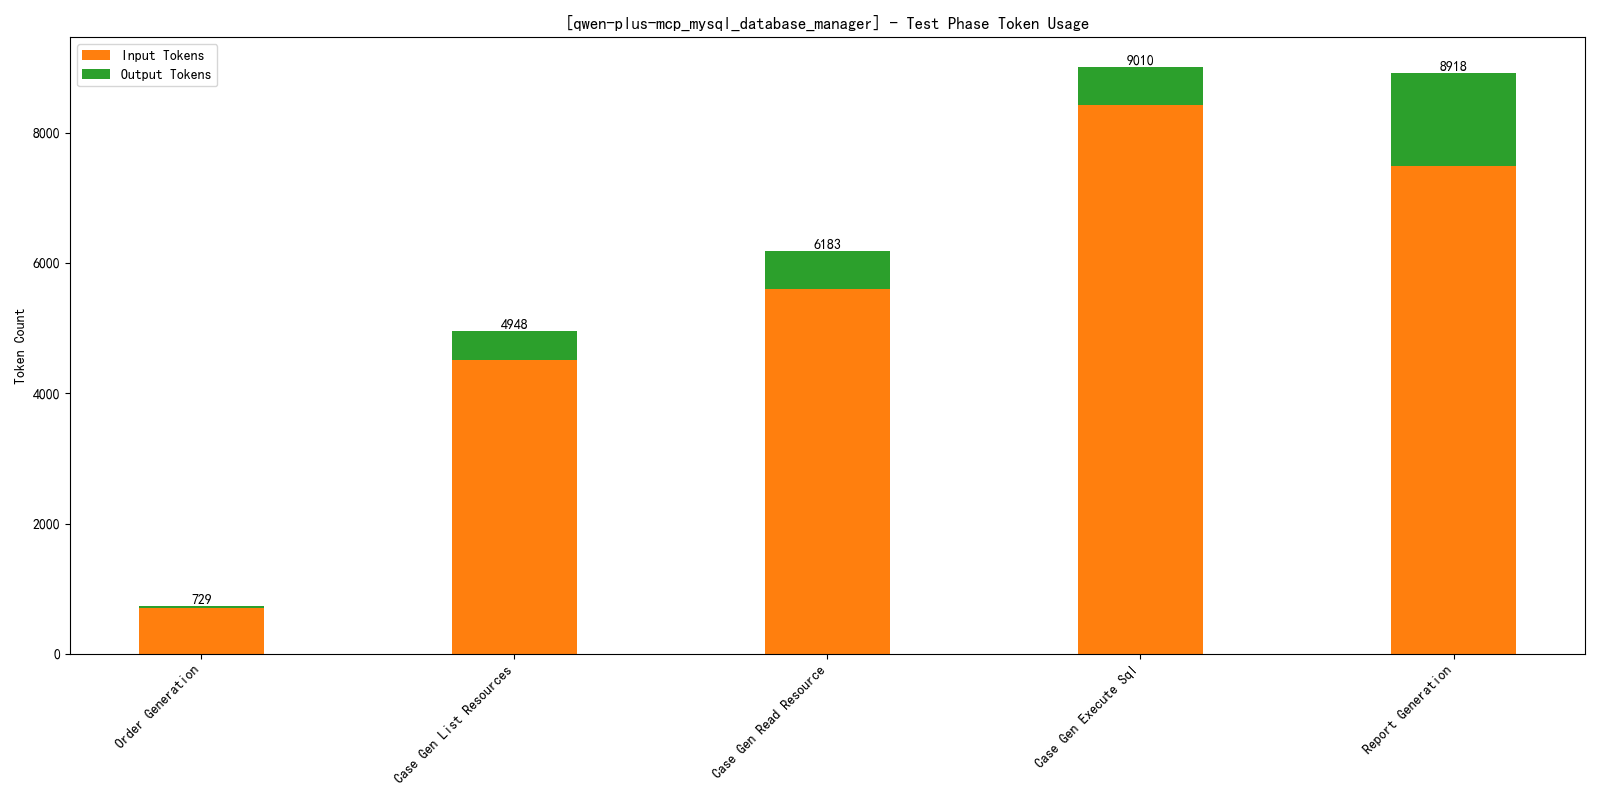 [qwen-plus-mcp_mysql_database_manager] - Test Phase Token Usage
Input Tokens
Output Tokens
Token Count
8000
6000
4000
2000
0
729
4948
6183
9010
8918
Order Generation
Case Gen List Resources
Case Gen Read Resource
Case Gen Execute Sql
Report Generation